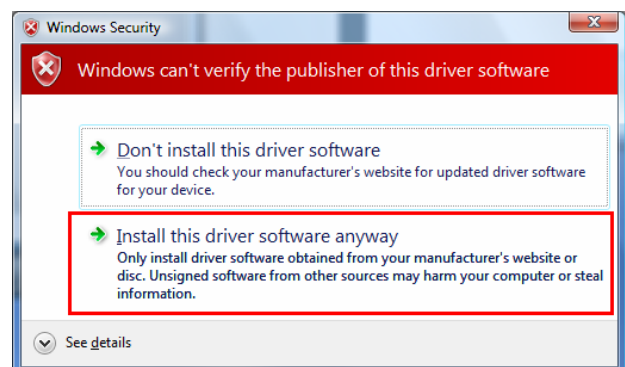 Windows Security
Windows can't verify the publisher of this driver software
Don't install this driver software
You should check your manufacturer's website for updated driver software
for your device.
Install this driver software anyway
Only install driver software obtained from your manufacturer's website or
disc. Unsigned software from other sources may harm your computer or steal
information.
See details